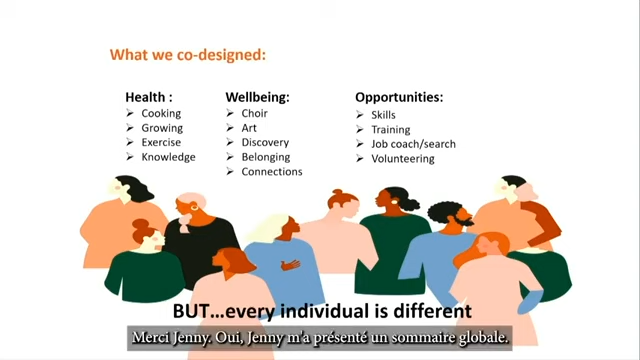 What we co-designed:
Health :
➢ Cooking
➢ Growing
➢ Exercise
➢ Knowledge
Wellbeing:
➢ Choir
➢ Art
➢ Discovery
➢ Belonging
➢ Connections
Opportunities:
➢ Skills
➢ Training
➢ Job coach/search
➢ Volunteering
BUT...every individual is different
Merci Jenny. Oui, Jenny m'a présenté un sommaire globale.